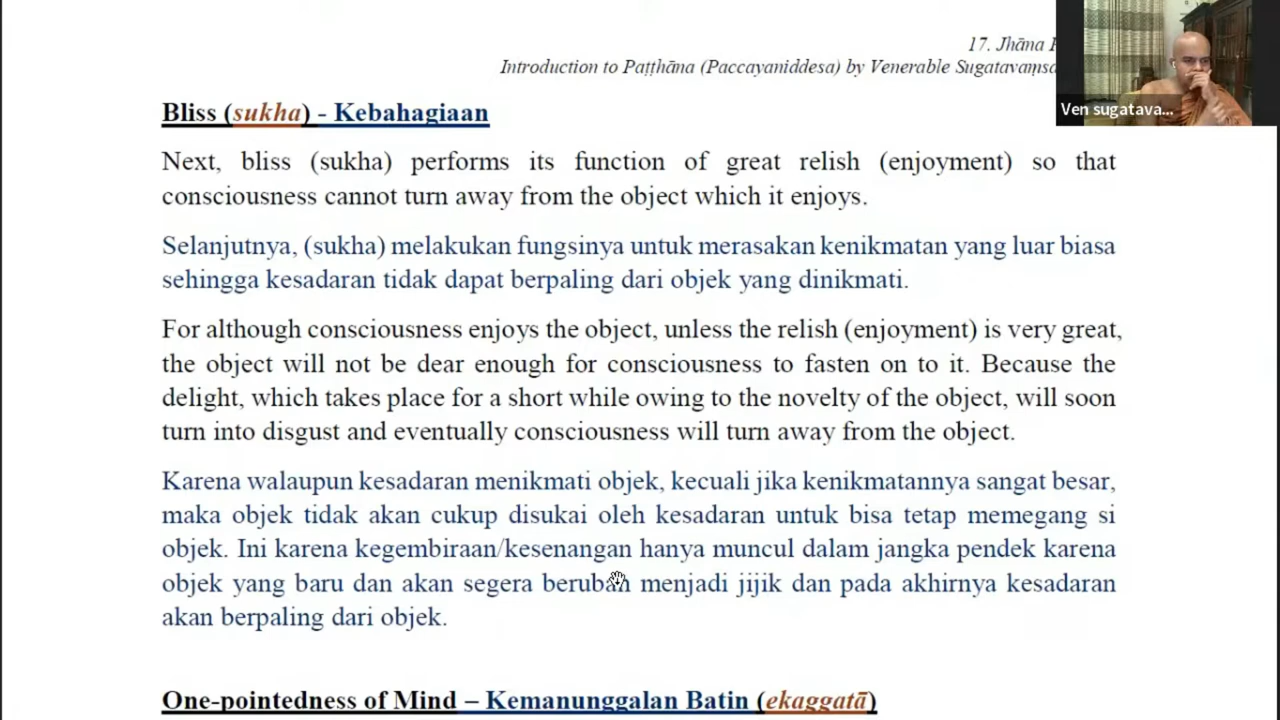 17. Jhāna
Introduction to Paṭṭhāna (Paccayaniddesa) by Venerable Sugatavaṃsa
Ven sugatava...
Bliss (sukha) - Kebahagiaan
Next, bliss (sukha) performs its function of great relish (enjoyment) so that
consciousness cannot turn away from the object which it enjoys.
Selanjutnya, (sukha) melakukan fungsinya untuk merasakan kenikmatan yang luar biasa
sehingga kesadaran tidak dapat berpaling dari objek yang dinikmati.
For although consciousness enjoys the object, unless the relish (enjoyment) is very great,
the object will not be dear enough for consciousness to fasten on to it. Because the
delight, which takes place for a short while owing to the novelty of the object, will soon
turn into disgust and eventually consciousness will turn away from the object.
Karena walaupun kesadaran menikmati objek, kecuali jika kenikmatannya sangat besar,
maka objek tidak akan cukup disukai oleh kesadaran untuk bisa tetap memegang si
objek. Ini karena kegembiraan/kesenangan hanya muncul dalam jangka pendek karena
objek yang baru dan akan segera berubah menjadi jijik dan pada akhirnya kesadaran
akan berpaling dari objek.
One-pointedness of Mind – Kemanunggalan Batin (ekaggatā)